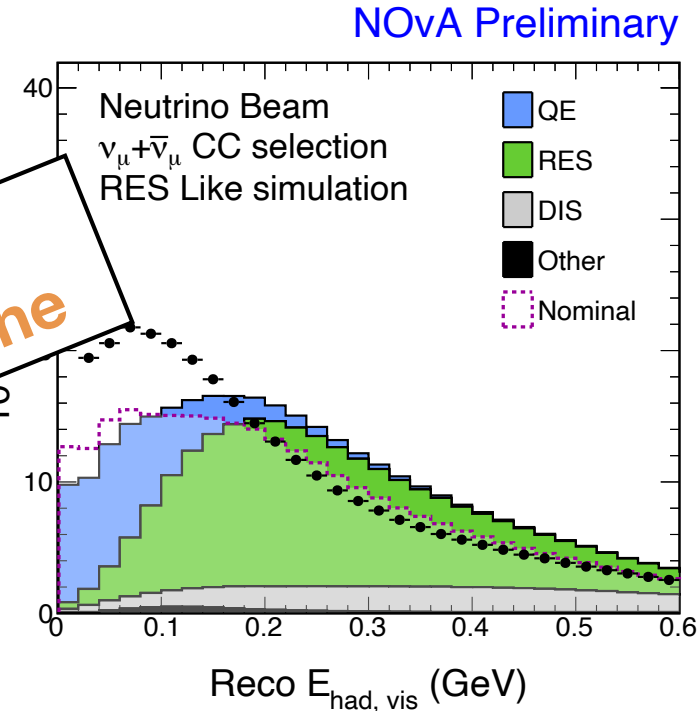 NOvA Preliminary
40
Neutrino Beam
νμ+ν̄μ CC selection
RES Like simulation
QE
RES
DIS
Other
Nominal
10
0
0 0.1 0.2 0.3 0.4 0.5 0.6
Reco E_had, vis (GeV)